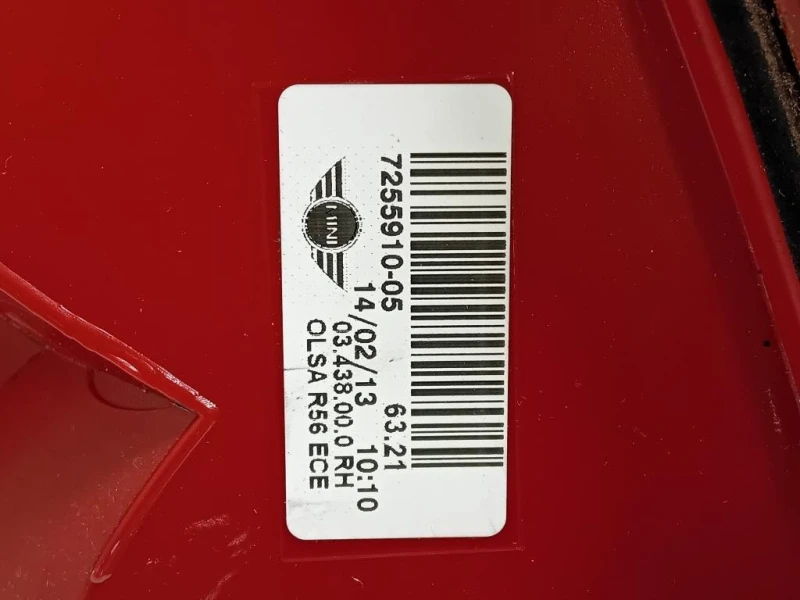 7255910-05 63.21
MINI
14/02/13 10:10
03.438.00.0 RH
OLSA R56 ECE